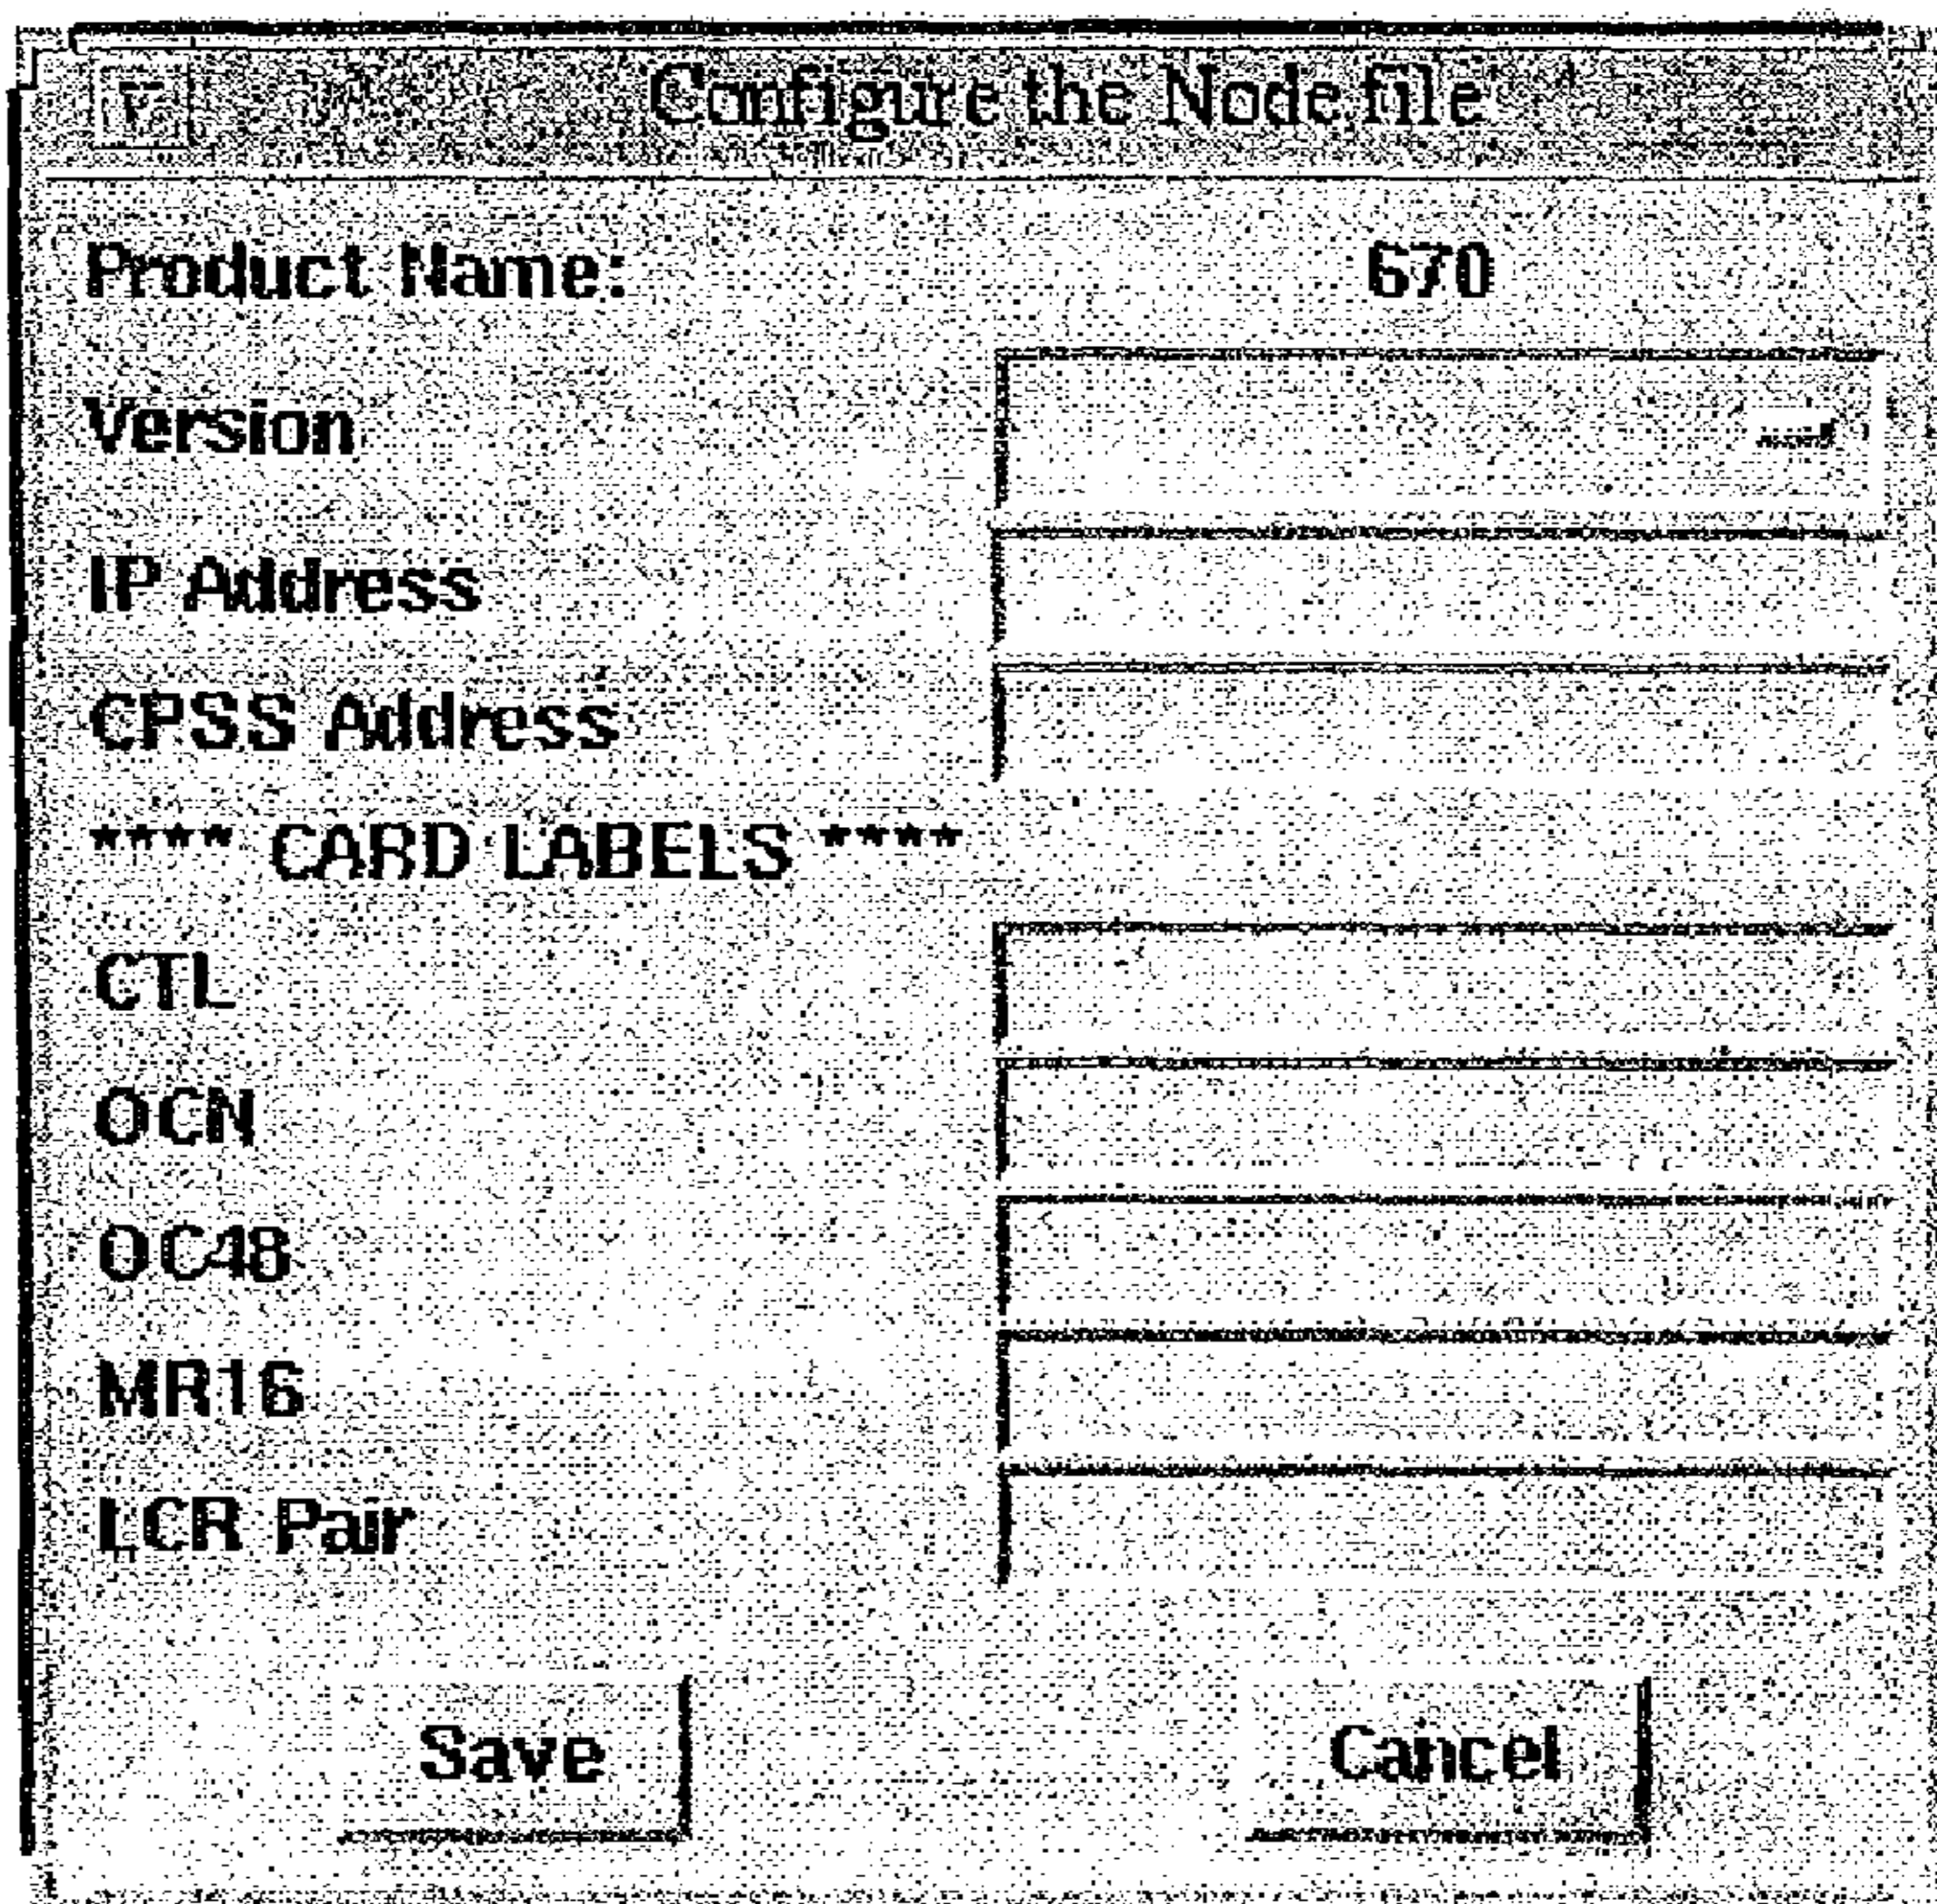 Configure the Node file
Product Name: 670
Version
IP Address
CPSS Address
**** CARD LABELS ****
CTL
OCN
OC48
MR16
LCR Pair
Save Cancel